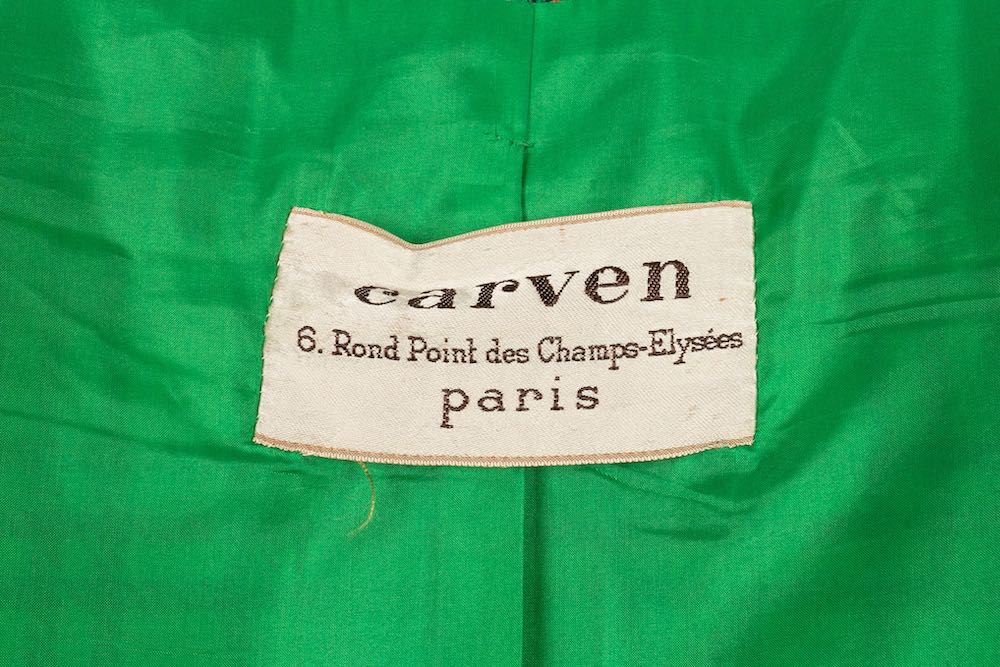 carven
6. Rond Point des Champs-Elysées
paris